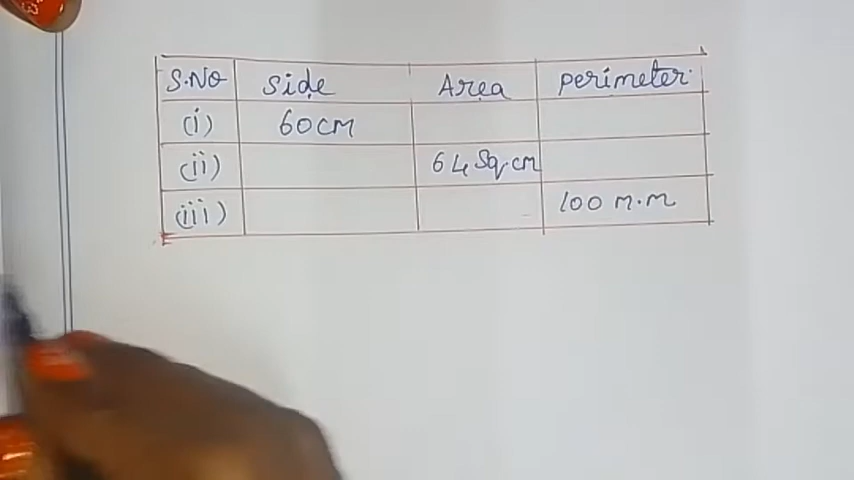 S.No Side Area Perimeter
(i) 60cm
(ii) 64 Sq.cm
(iii) 100 m.m